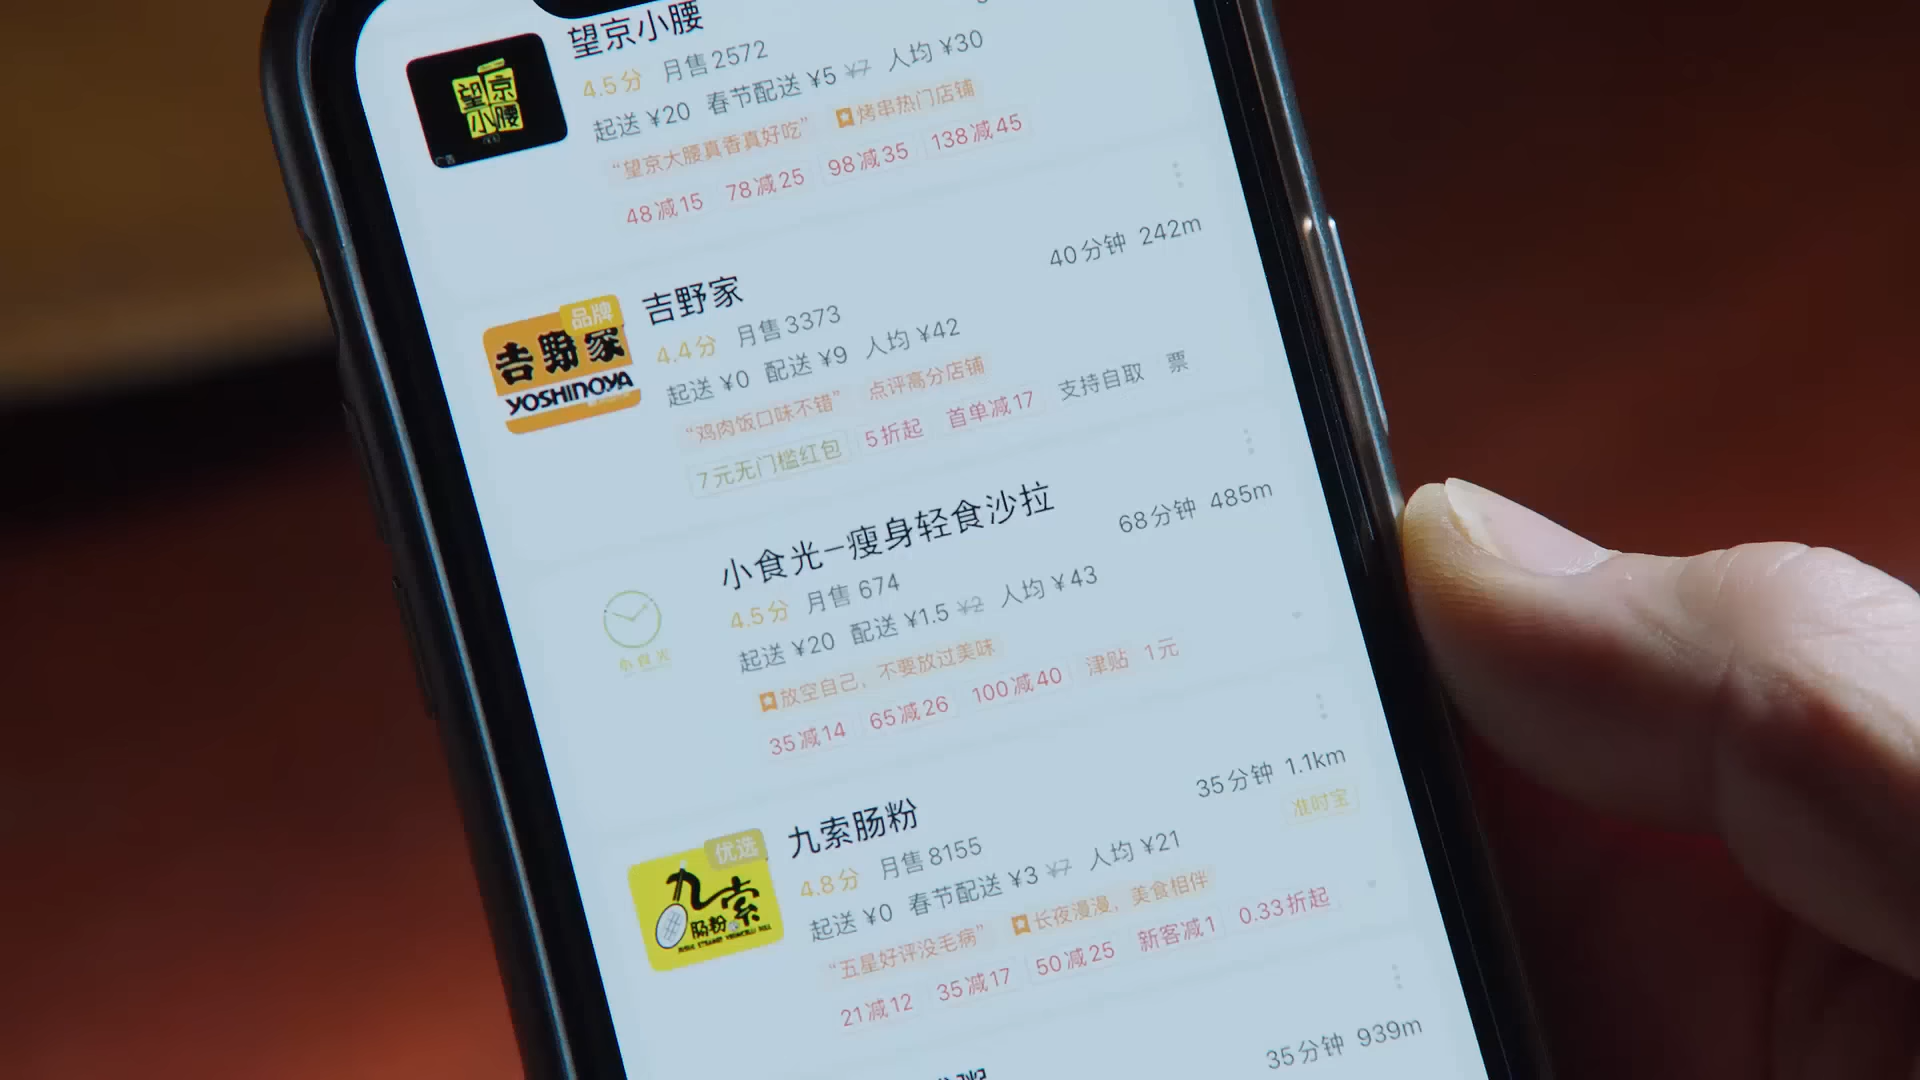 望京小腰
望京
小腰
广告
4.5分 月售2572
起送 ¥20 春节配送 ¥5 ¥7 人均 ¥30
“望京大腰真香真好吃” 烤串热门店铺
48减15 78减25 98减35 138减45
吉野家
40分钟 242m
品牌
吉野家
YOSHINOYA
4.4分 月售3373
起送 ¥0 配送 ¥9 人均 ¥42
“鸡肉饭口味不错” 点评高分店铺
7元无门槛红包 5折起 首单减17 支持自取 票
小食光–瘦身轻食沙拉
68分钟 485m
小食光
4.5分 月售 674
起送 ¥20 配送 ¥1.5 ¥2 人均 ¥43
放空自己，不要放过美味
35减14 65减26 100减40 津贴 1元
九索肠粉
35分钟 1.1km
准时宝
优选
九索
肠粉
4.8分 月售8155
起送 ¥0 春节配送 ¥3 ¥7 人均 ¥21
“五星好评没毛病” 长夜漫漫，美食相伴
21减12 35减17 50减25 新客减1 0.33折起
35分钟 939m